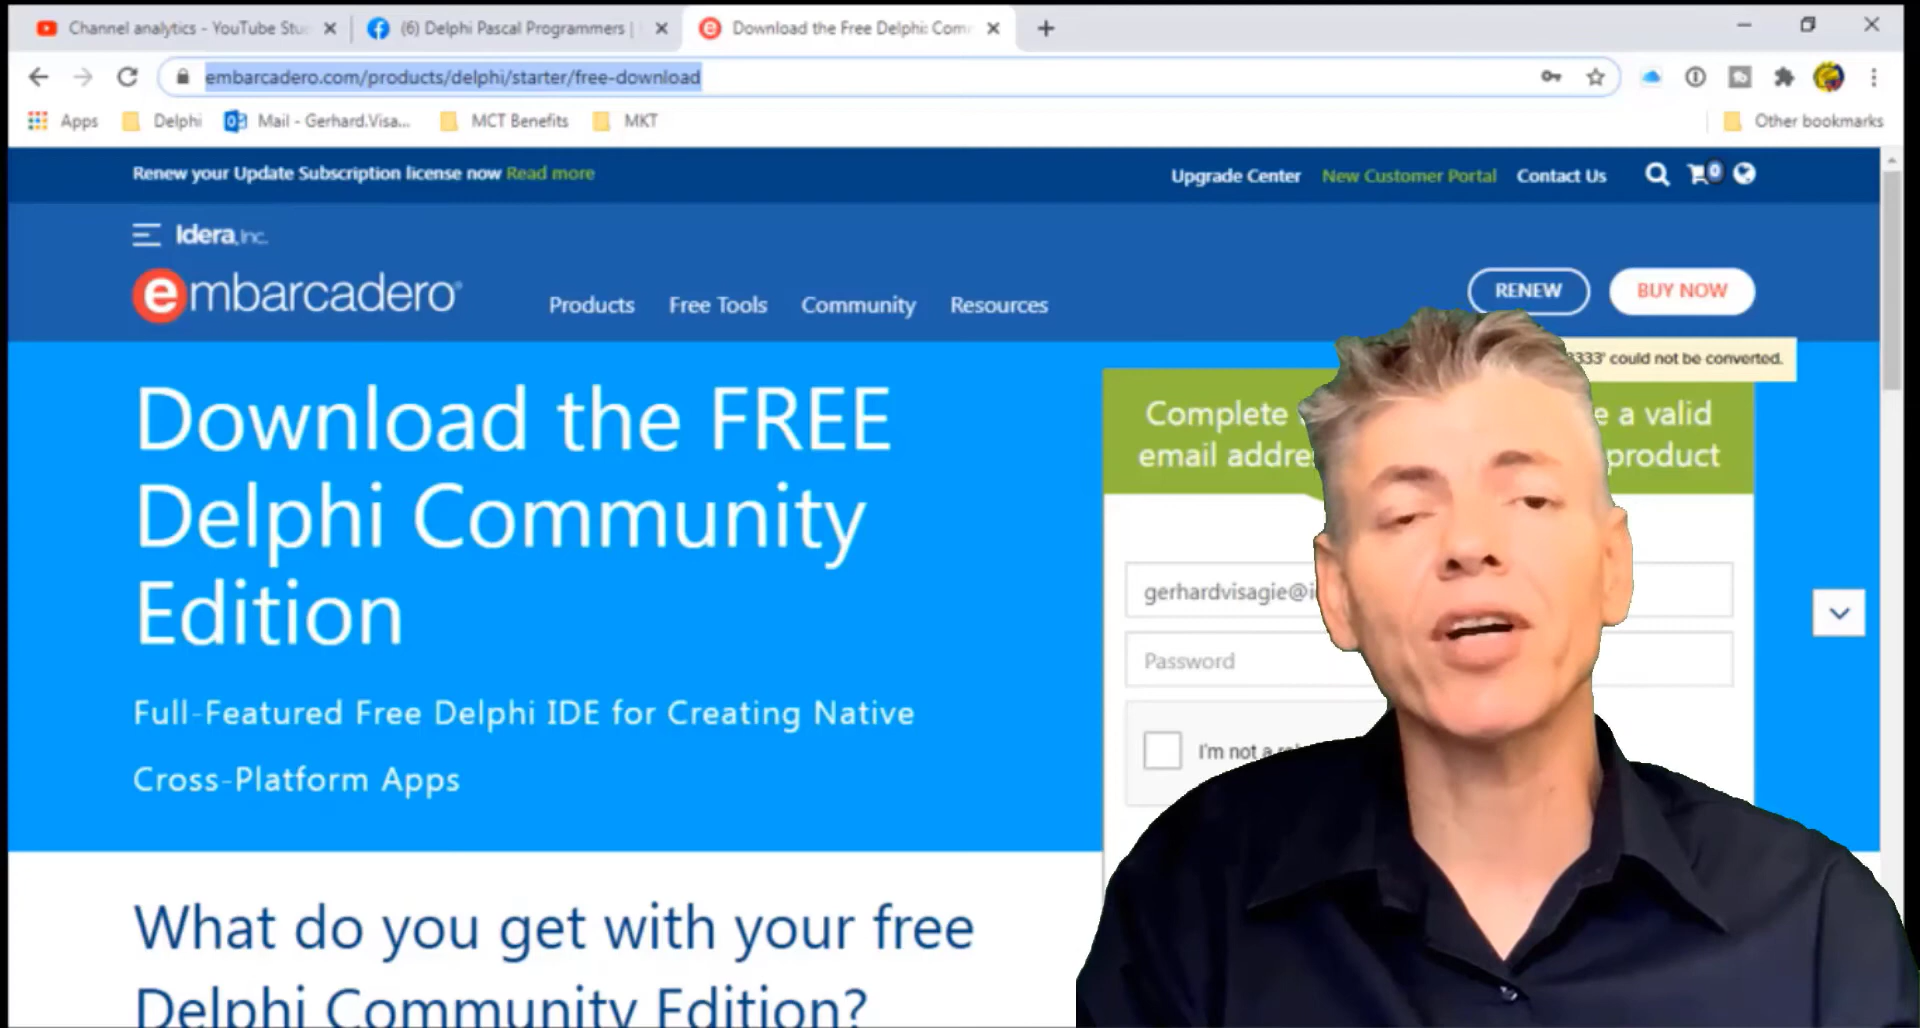 Channel analytics - YouTube Stu
(6) Delphi Pascal Programmers |
Download the Free Delphi Com
embarcadero.com/products/delphi/starter/free-download
Apps
Delphi
Mail - Gerhard.Visa...
MCT Benefits
MKT
Other bookmarks
Renew your Update Subscription license now Read more
Upgrade Center
New Customer Portal
Contact Us
0
Idera, Inc.
embarcadero
Products
Free Tools
Community
Resources
RENEW
BUY NOW
3333' could not be converted.
Download the FREE
Delphi Community
Edition
Full-Featured Free Delphi IDE for Creating Native
Cross-Platform Apps
Complete a valid
email addre product
gerhardvisagie@i
Password
I'm not a
What do you get with your free
Delphi Community Edition?